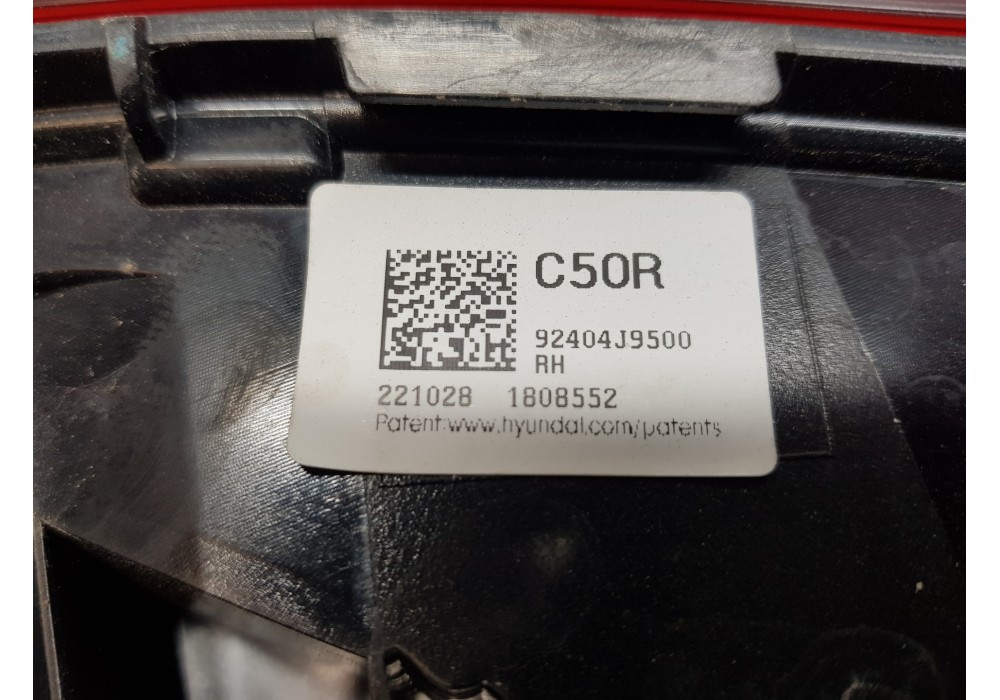 C50R
92404J9500
RH
221028 1808552
Patent:www.hyundai.com/patents